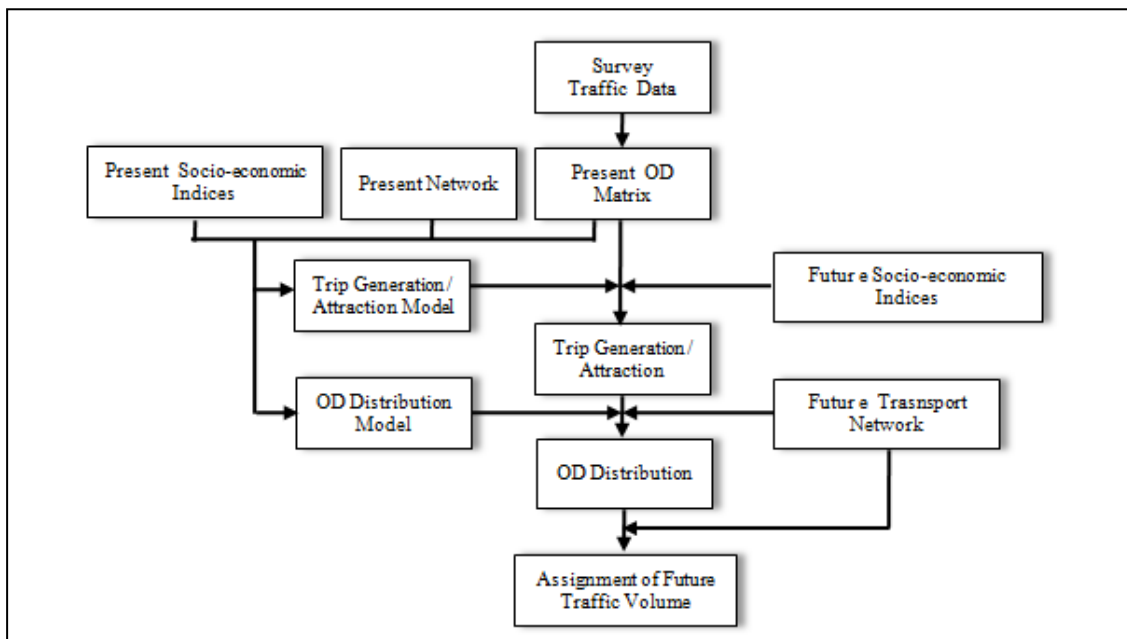 Survey
Traffic Data
Present Socio-economic
Indices
Present Network
Present OD
Matrix
Trip Generation/
Attraction Model
Futur e Socio-economic
Indices
Trip Generation/
Attraction
OD Distribution
Model
Futur e Trasnsport
Network
OD Distribution
Assignment of Future
Traffic Volume